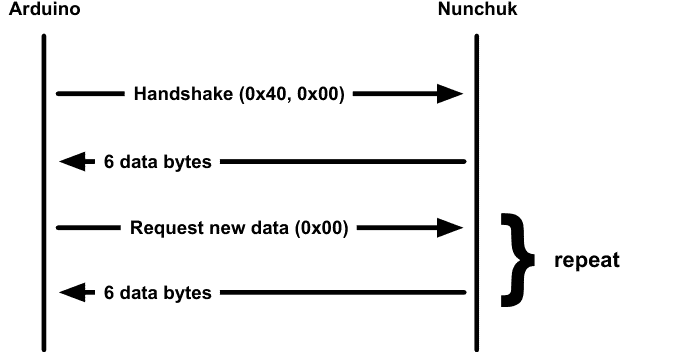 Arduino
Nunchuk
Handshake (0x40, 0x00)
6 data bytes
Request new data (0x00)
repeat
6 data bytes